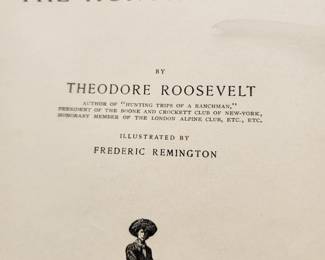 BY
THEODORE ROOSEVELT
AUTHOR OF "HUNTING TRIPS OF A RANCHMAN,"
PRESIDENT OF THE BOONE AND CROCKETT CLUB OF NEW-YORK,
HONORARY MEMBER OF THE LONDON ALPINE CLUB, ETC., ETC.
ILLUSTRATED BY
FREDERIC REMINGTON